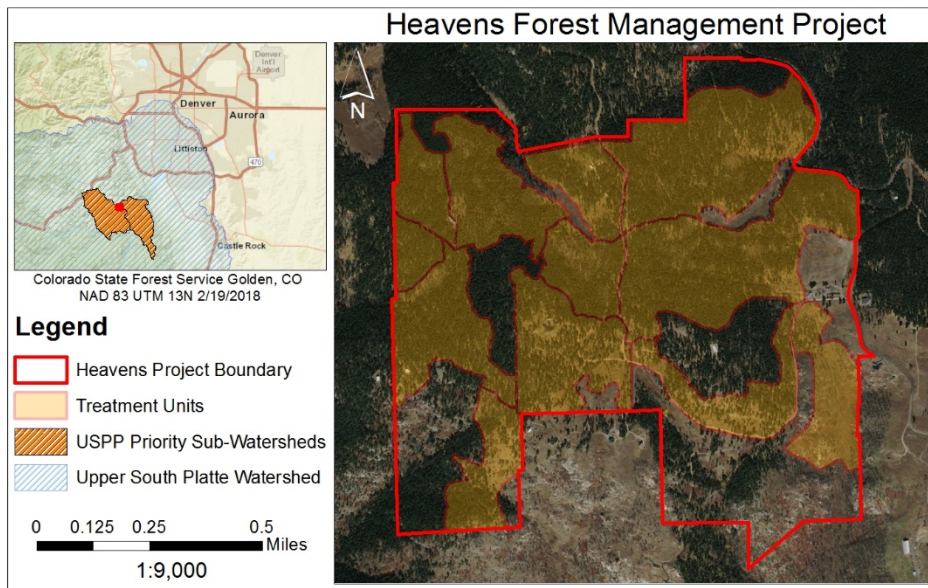 Heavens Forest Management Project
Denver
Int'l
Airport
Denver
Aurora
Littleton
470
Castle Rock
Colorado State Forest Service Golden, CO
NAD 83 UTM 13N 2/19/2018
Legend
Heavens Project Boundary
Treatment Units
USPP Priority Sub-Watersheds
Upper South Platte Watershed
0 0.125 0.25 0.5
Miles
1:9,000
N